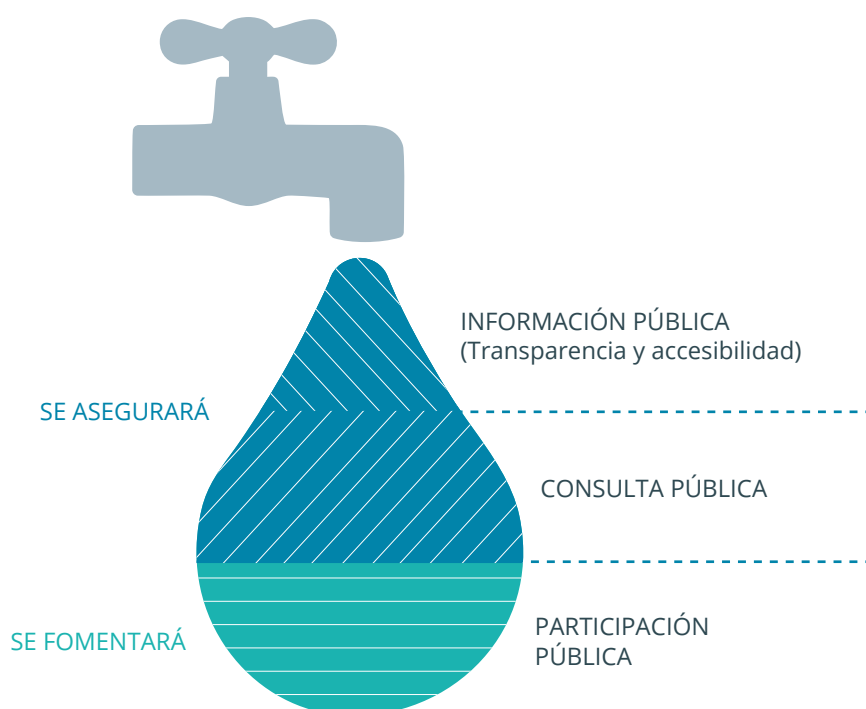 INFORMACIÓN PÚBLICA
(Transparencia y accesibilidad)
SE ASEGURARÁ
CONSULTA PÚBLICA
SE FOMENTARÁ
PARTICIPACIÓN
PÚBLICA